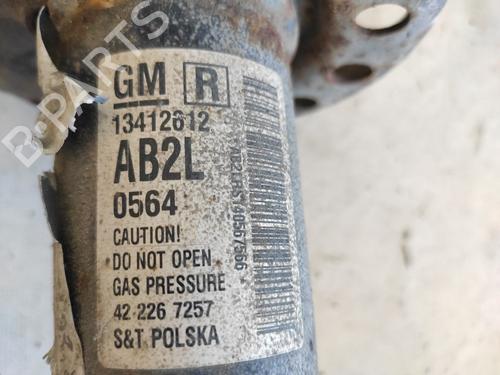 B-PARTS
GM R
13412612
AB2L
0564
CAUTION!
DO NOT OPEN
GAS PRESSURE
42 226 7257
S&T POLSKA